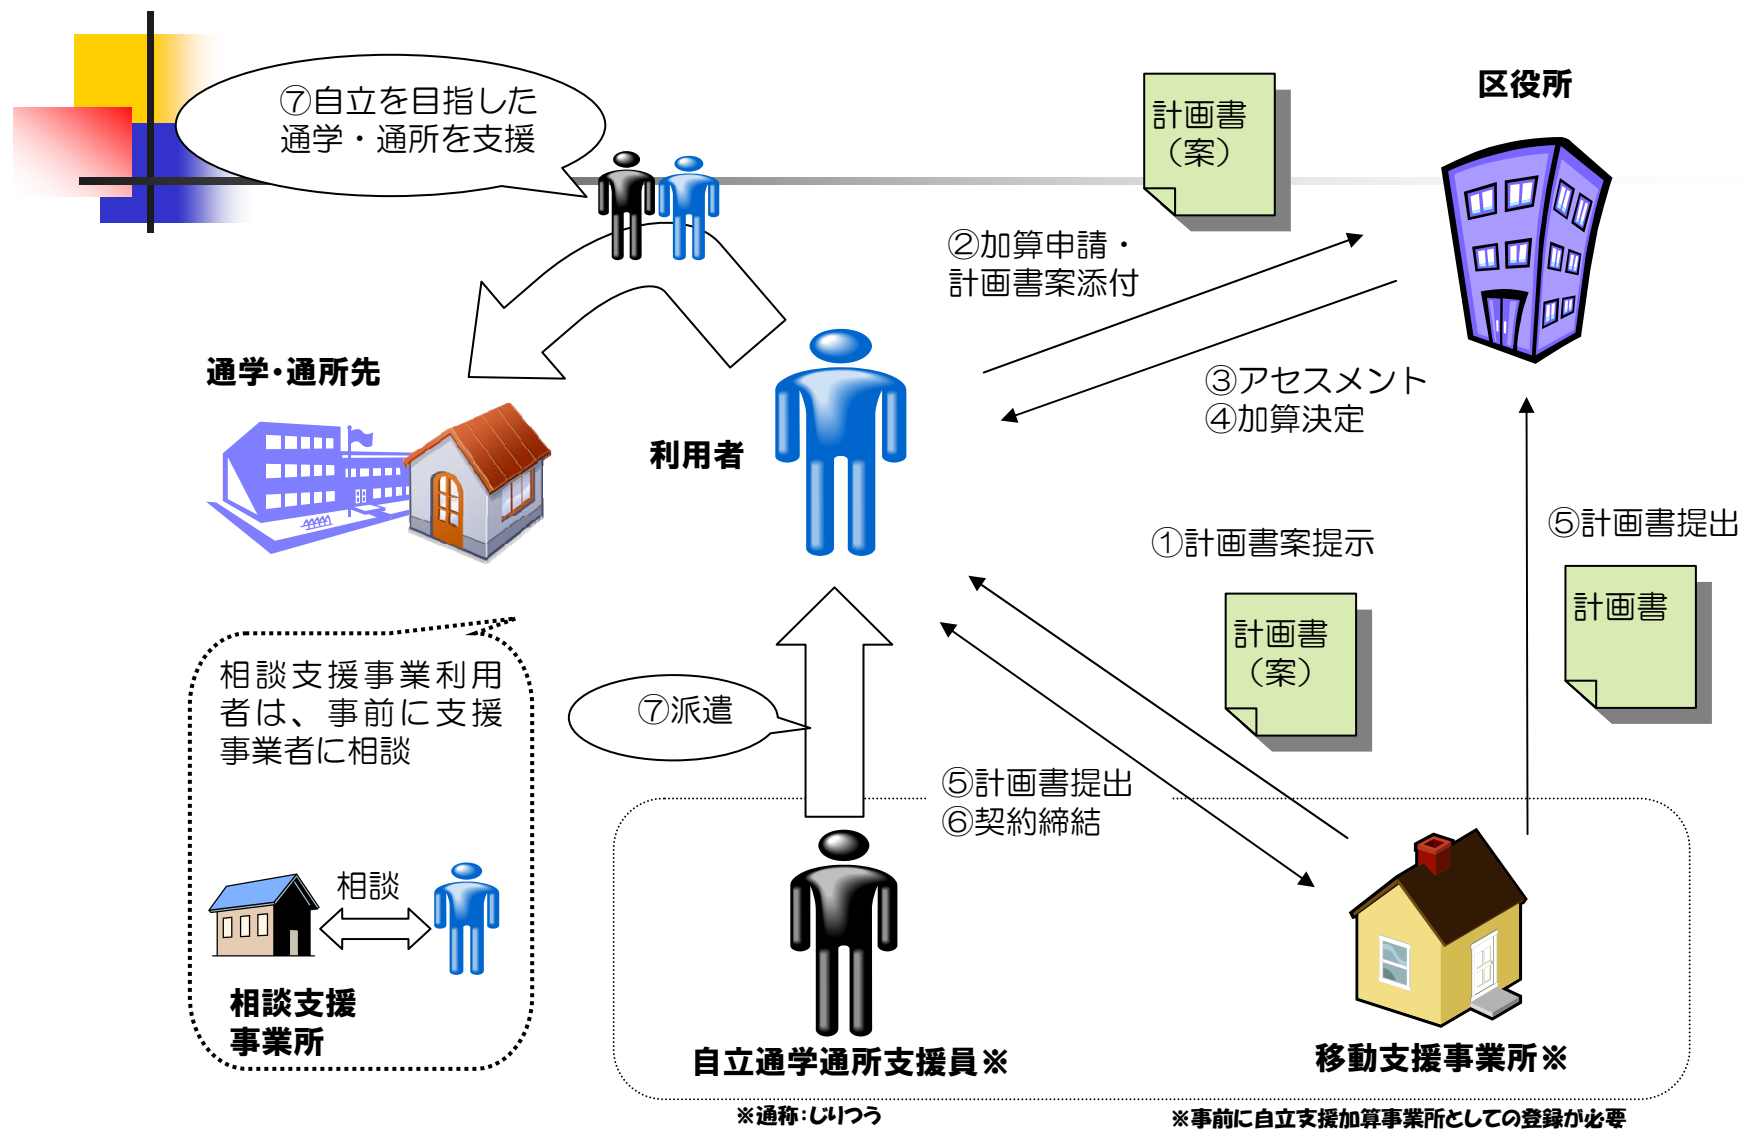 ⑦自立を目指した
通学・通所を支援
計画書
（案）
区役所
②加算申請・
計画書案添付
通学・通所先
③アセスメント
④加算決定
利用者
①計画書案提示
⑤計画書提出
計画書
（案）
計画書
相談支援事業利用
者は、事前に支援
事業者に相談
⑦派遣
⑤計画書提出
⑥契約締結
相談
相談支援
事業所
自立通学通所支援員※
移動支援事業所※
※通称：じりつう
※事前に自立支援加算事業所としての登録が必要